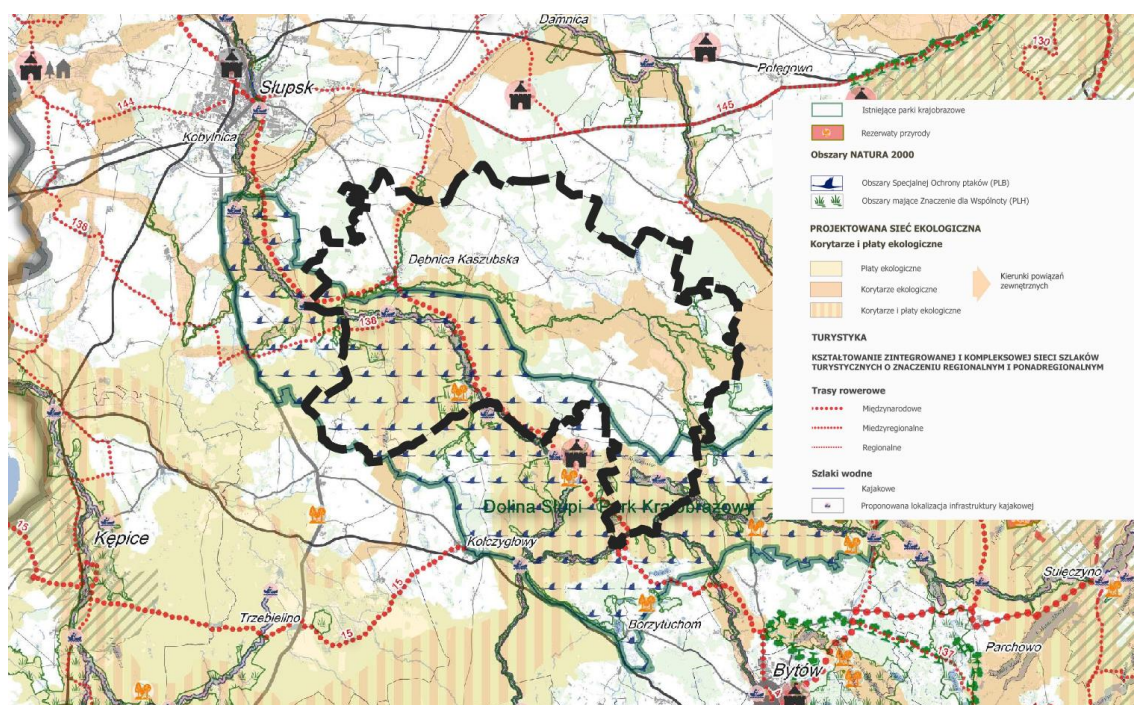 Damnica
130
Potęgowo
144
Słupsk
145
Kobylnica
138
Dębnica Kaszubska
136
Dolina Słupi - Park Krajobrazowy
15
Kępice
Kołczygłowy
15
Trzebielino
15
Borzytuchom
Sulęczyno
137
Parchowo
Bytów
Istniejące parki krajobrazowe
Rezerwaty przyrody
Obszary NATURA 2000
Obszary Specjalnej Ochrony ptaków (PLB)
Obszary mające Znaczenie dla Wspólnoty (PLH)
PROJEKTOWANA SIEĆ EKOLOGICZNA
Korytarze i płaty ekologiczne
Płaty ekologiczne
Korytarze ekologiczne
Korytarze i płaty ekologiczne
Kierunki powiązań
zewnętrznych
TURYSTYKA
KSZTAŁTOWANIE ZINTEGROWANEJ I KOMPLEKSOWEJ SIECI SZLAKÓW
TURYSTYCZNYCH O ZNACZENIU REGIONALNYM I PONADREGIONALNYM
Trasy rowerowe
Międzynarodowe
Miedzyregionalne
Regionalne
Szlaki wodne
Kajakowe
Proponowana lokalizacja infrastruktury kajakowej